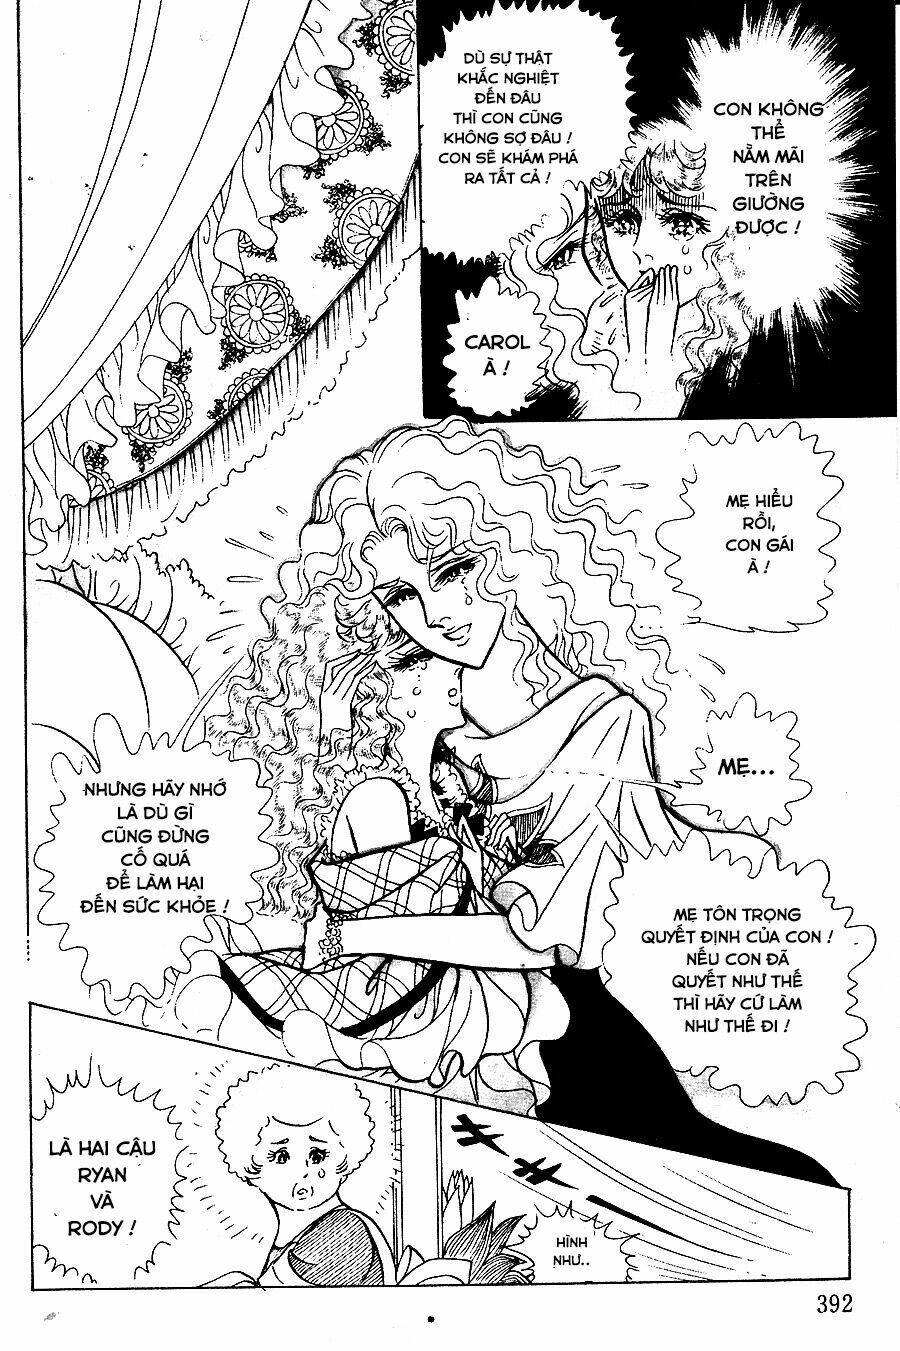 CON KHÔNG
THỂ
NẰM MÃI
TRÊN
GIƯỜNG
ĐƯỢC !
DÙ SỰ THẬT
KHẮC NGHIỆT
ĐẾN ĐÂU
THÌ CON CŨNG
KHÔNG SỢ ĐÂU !
CON SẼ KHÁM PHÁ
RA TẤT CẢ !
CAROL
À !
MẸ HIỂU
RỒI,
CON GÁI
À !
MẸ...
NHƯNG HÃY NHỚ
LÀ DÙ GÌ
CŨNG ĐỪNG
CỐ QUÁ
ĐỂ LÀM HẠI
ĐẾN SỨC KHỎE !
MẸ TÔN TRỌNG
QUYẾT ĐỊNH CỦA CON !
NẾU CON ĐÃ
QUYẾT NHƯ THẾ
THÌ HÃY CỨ LÀM
NHƯ THẾ ĐI !
LÀ HAI CẬU
RYAN
VÀ
RODY !
HÌNH
NHƯ..
392